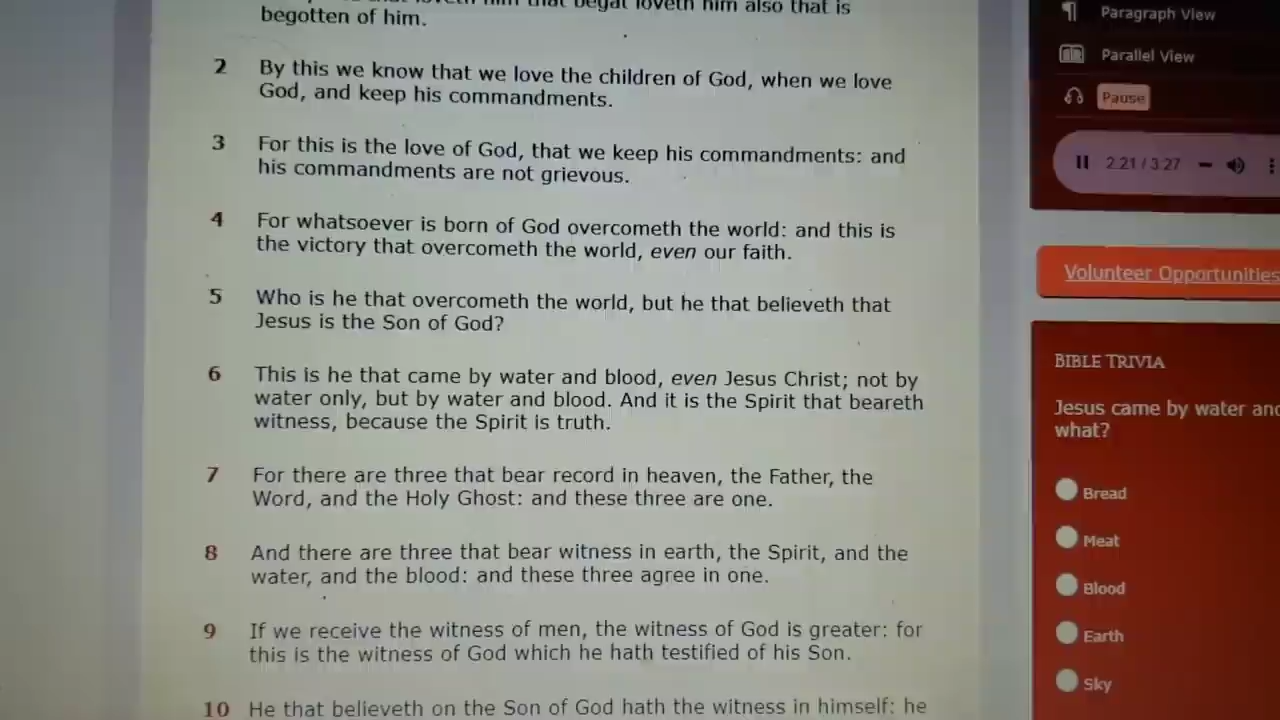 that loveth him that begat loveth him also that is
begotten of him.
2 By this we know that we love the children of God, when we love
God, and keep his commandments.
3 For this is the love of God, that we keep his commandments: and
his commandments are not grievous.
4 For whatsoever is born of God overcometh the world: and this is
the victory that overcometh the world, even our faith.
5 Who is he that overcometh the world, but he that believeth that
Jesus is the Son of God?
6 This is he that came by water and blood, even Jesus Christ; not by
water only, but by water and blood. And it is the Spirit that beareth
witness, because the Spirit is truth.
7 For there are three that bear record in heaven, the Father, the
Word, and the Holy Ghost: and these three are one.
8 And there are three that bear witness in earth, the Spirit, and the
water, and the blood: and these three agree in one.
9 If we receive the witness of men, the witness of God is greater: for
this is the witness of God which he hath testified of his Son.
10 He that believeth on the Son of God hath the witness in himself: he
¶ Paragraph View
Parallel View
Pause
2:21 / 3:27
Volunteer Opportunities
BIBLE TRIVIA
Jesus came by water and
what?
Bread
Meat
Blood
Earth
Sky